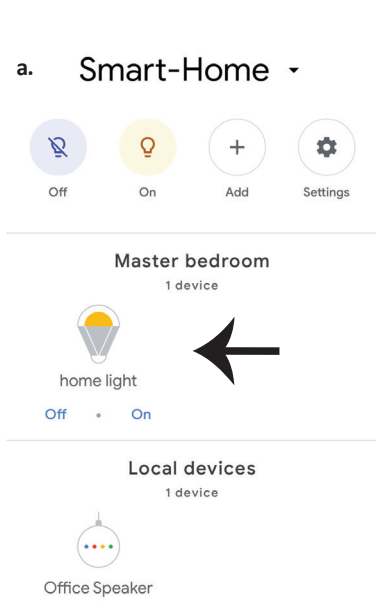 a. Smart-Home
Off On Add Settings
Master bedroom
1 device
home light
Off • On
Local devices
1 device
Office Speaker